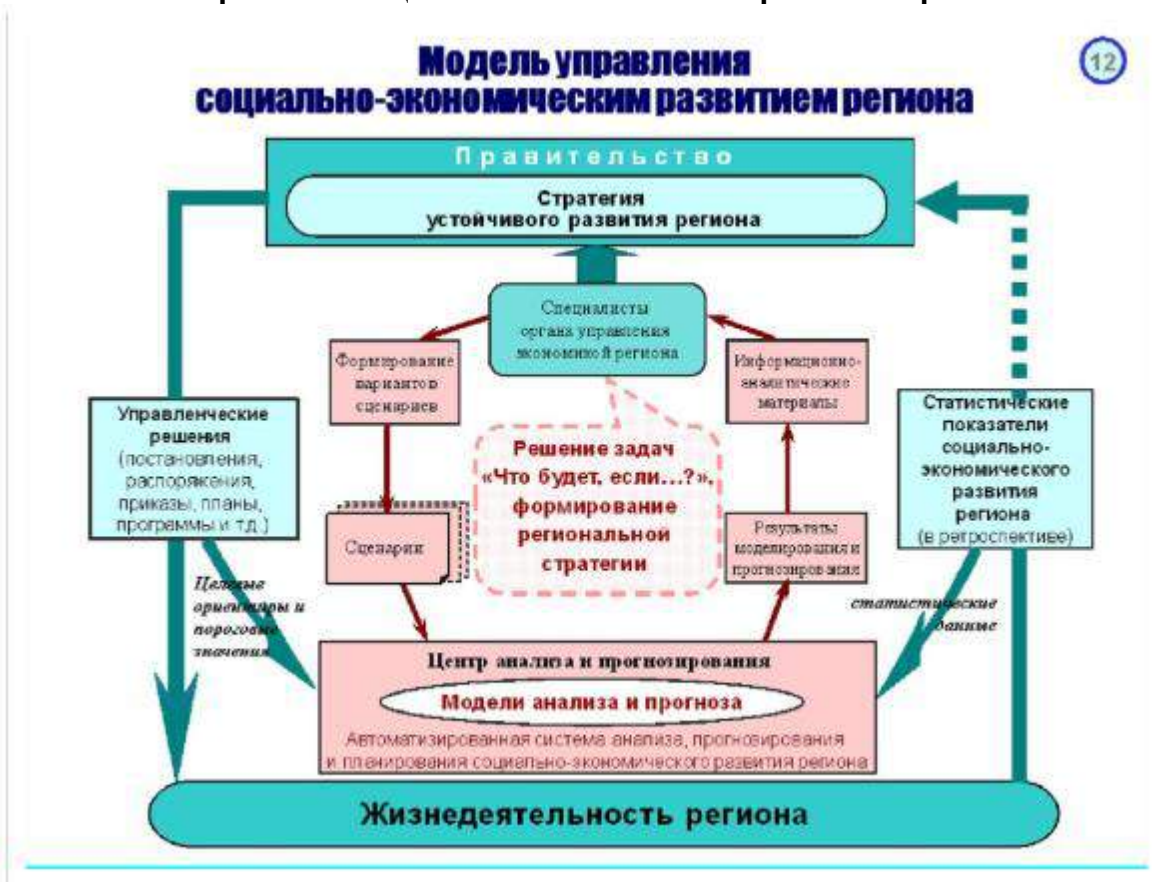 Модель управления
социально-экономическим развитием региона
12
Правительство
Стратегия
устойчивого развития региона
Специалисты
органа управления
экономикой региона
Формирование
вариантов
сценариев
Информационно-
аналитические
материалы
Управленческие
решения
(постановления,
распоряжения,
приказы, планы,
программы и т.д.)
Решение задач
«Что будет, если...?»,
формирование
региональной
стратегии
Статистические
показатели
социально-
экономического
развития
региона
(в ретроспективе)
Сценарии
Результаты
моделирования и
прогнозирования
Целевые
ориентиры и
пороговые
значения
статистические
данные
Центр анализа и прогнозирования
Модели анализа и прогноза
Автоматизированная система анализа, прогнозирования
и планирования социально-экономического развития региона
Жизнедеятельность региона